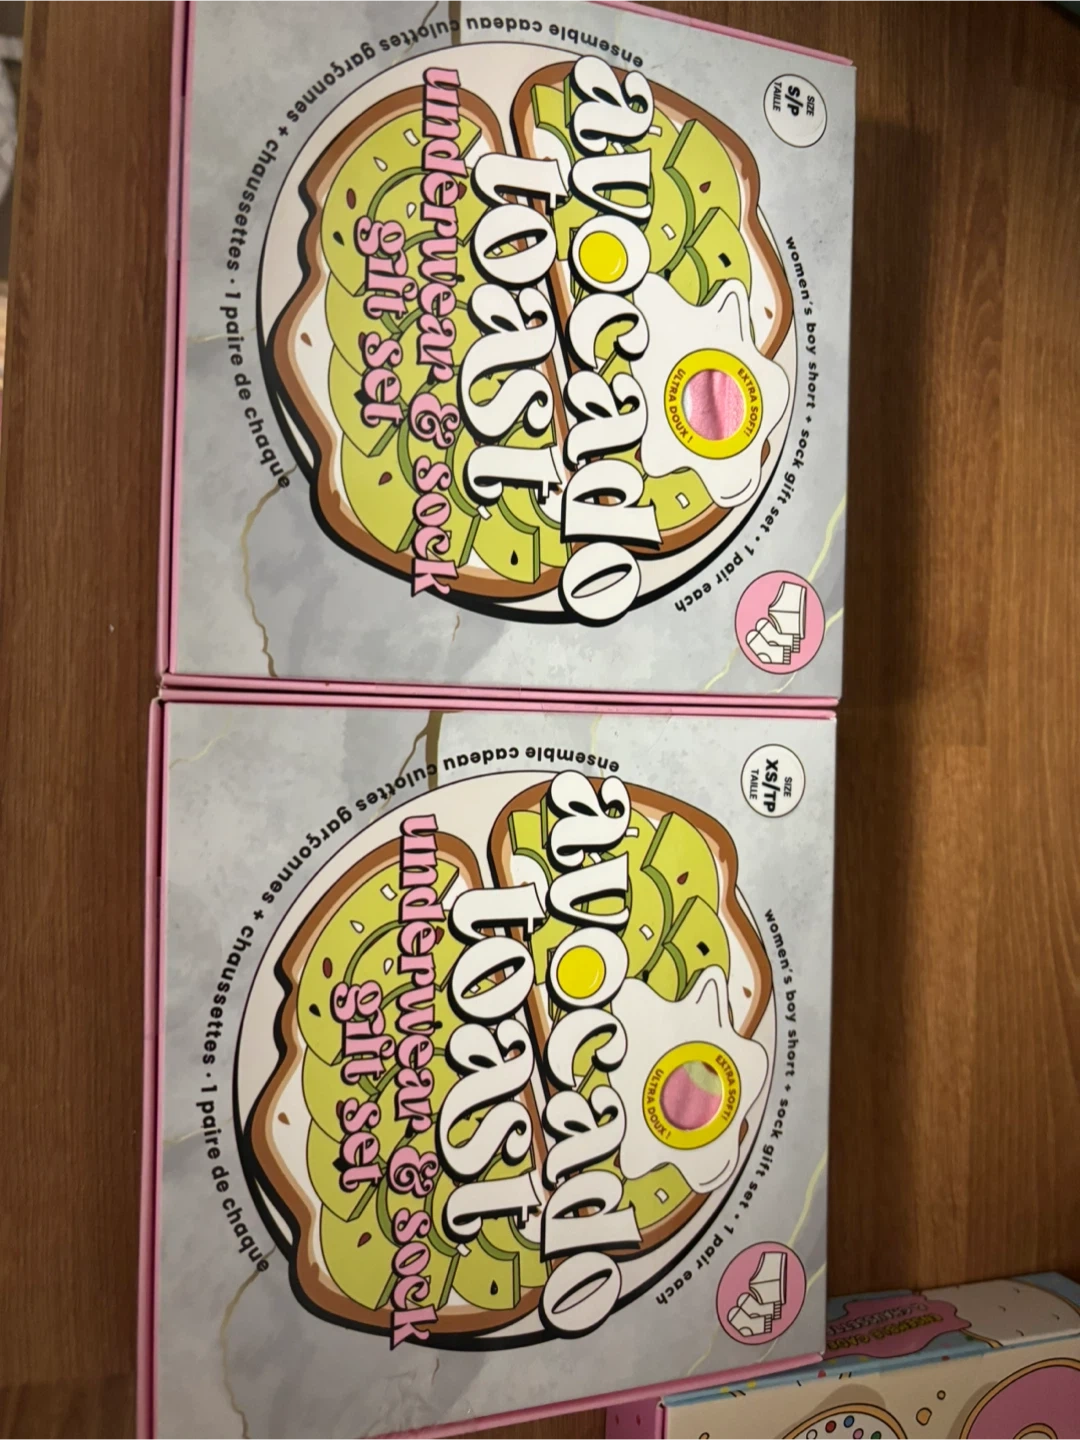 SIZE
S/P
TAILLE
women's boy short + sock gift set • 1 pair each
avocado
toast
underwear & sock
gift set
EXTRA SOFT!
ULTRA DOUX !
ensemble cadeau culottes garçonnes + chaussettes • 1 paire de chaque
SIZE
XS/TP
TAILLE
women's boy short + sock gift set • 1 pair each
avocado
toast
underwear & sock
gift set
EXTRA SOFT!
ULTRA DOUX !
ensemble cadeau culottes garçonnes + chaussettes • 1 paire de chaque